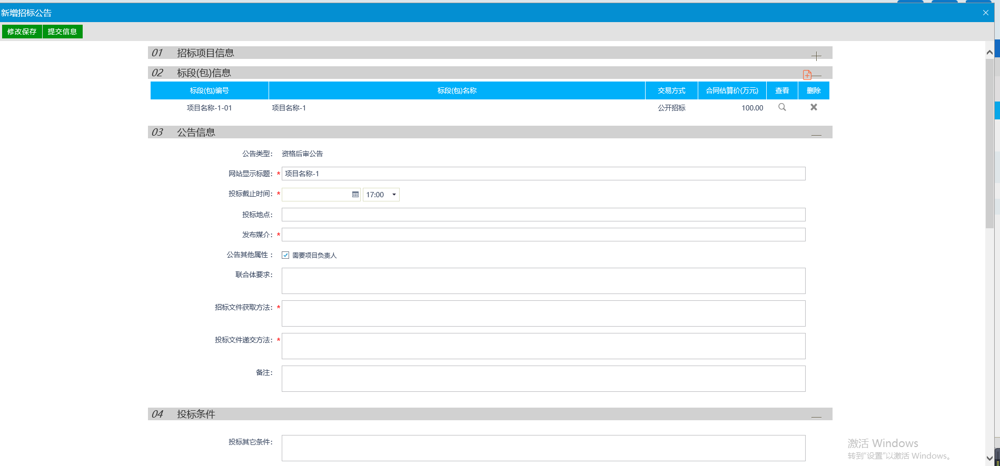 新增招标公告
修改保存 提交信息
01 招标项目信息
02 标段(包)信息
标段(包)编号 标段(包)名称 交易方式 合同估算价(万元) 查看 删除
项目名称-1-01 项目名称-1 公开招标 100.00
03 公告信息
公告类型: 资格后审公告
网站显示标题: * 项目名称-1
投标截止时间: * 17:00
投标地点:
发布媒介: *
公告其他属性: 需要项目负责人
联合体要求:
招标文件获取方法: *
投标文件递交方法: *
备注:
04 投标条件
投标其它条件:
激活 Windows
转到"设置"以激活 Windows。